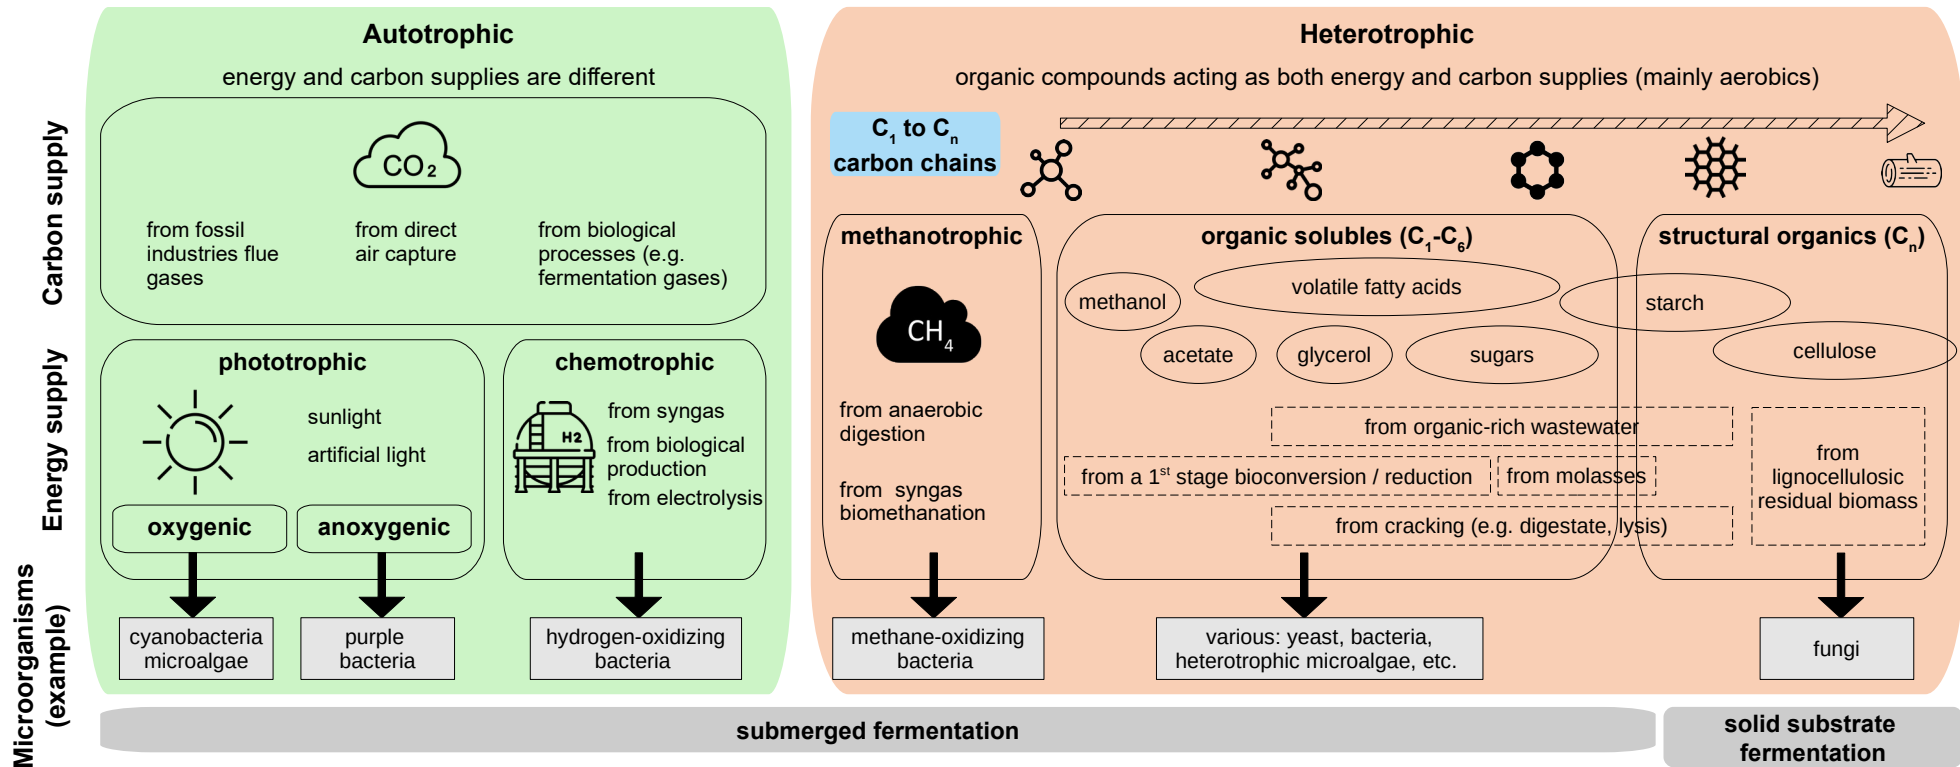 Autotrophic
energy and carbon supplies are different
Carbon supply
CO₂
from fossil
industries flue
gases
from direct
air capture
from biological
processes (e.g.
fermentation gases)
Energy supply
phototrophic
sunlight
artificial light
oxygenic
anoxygenic
chemotrophic
H2
from syngas
from biological
production
from electrolysis
Microorganisms
(example)
cyanobacteria
microalgae
purple
bacteria
hydrogen-oxidizing
bacteria
Heterotrophic
organic compounds acting as both energy and carbon supplies (mainly aerobics)
C₁ to Cₙ
carbon chains
methanotrophic
CH₄
from anaerobic
digestion
from syngas
biomethanation
organic solubles (C₁-C₆)
methanol
volatile fatty acids
acetate
glycerol
sugars
structural organics (Cₙ)
starch
cellulose
from organic-rich wastewater
from a 1ˢᵗ stage bioconversion / reduction
from molasses
from cracking (e.g. digestate, lysis)
from
lignocellulosic
residual biomass
methane-oxidizing
bacteria
various: yeast, bacteria,
heterotrophic microalgae, etc.
fungi
submerged fermentation
solid substrate
fermentation